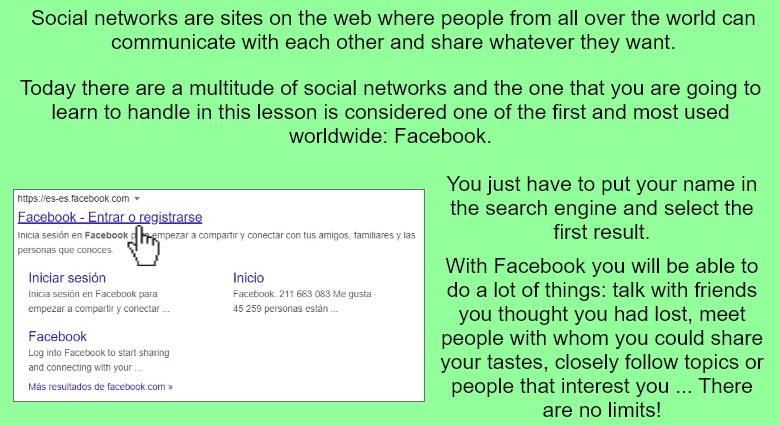 Social networks are sites on the web where people from all over the world can
communicate with each other and share whatever they want.
Today there are a multitude of social networks and the one that you are going to
learn to handle in this lesson is considered one of the first and most used
worldwide: Facebook.
https://es-es.facebook.com
Facebook - Entrar o registrarse
Inicia sesión en Facebook empezar a compartir y conectar con tus amigos, familiares y las
personas que conoces.
Iniciar sesión
Inicia sesión en Facebook para
empezar a compartir y conectar ...
Inicio
Facebook. 211 663 083 Me gusta ·
45 259 personas están ...
Facebook
Log into Facebook to start sharing
and connecting with your ...
Más resultados de facebook.com »
You just have to put your name in
the search engine and select the
first result.
With Facebook you will be able to
do a lot of things: talk with friends
you thought you had lost, meet
people with whom you could share
your tastes, closely follow topics or
people that interest you ... There
are no limits!